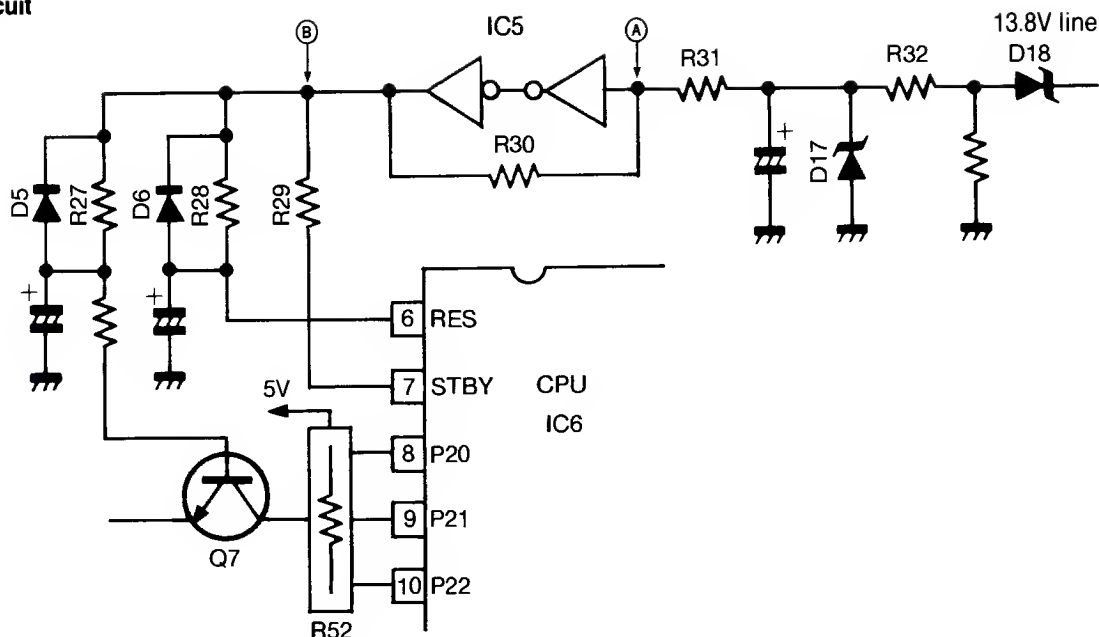 cuit
B
IC5
A
13.8V line
D18
R31
R32
R30
D17
D5
R27
D6
R28
R29
+
+
+
6 RES
7 STBY
CPU
IC6
5V
8 P20
9 P21
10 P22
Q7
R52